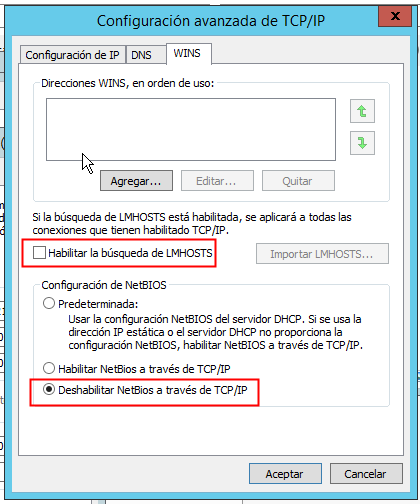 Configuración avanzada de TCP/IP
x
Configuración de IP DNS WINS
Direcciones WINS, en orden de uso:
Agregar... Editar... Quitar
Si la búsqueda de LMHOSTS está habilitada, se aplicará a todas las
conexiones que tienen habilitado TCP/IP.
Habilitar la búsqueda de LMHOSTS Importar LMHOSTS...
Configuración de NetBIOS
Predeterminada:
Usar la configuración NetBIOS del servidor DHCP. Si se usa la
dirección IP estática o el servidor DHCP no proporciona la
configuración NetBIOS, habilitar NetBIOS a través de TCP/IP.
Habilitar NetBios a través de TCP/IP
Deshabilitar NetBios a través de TCP/IP
Aceptar Cancelar